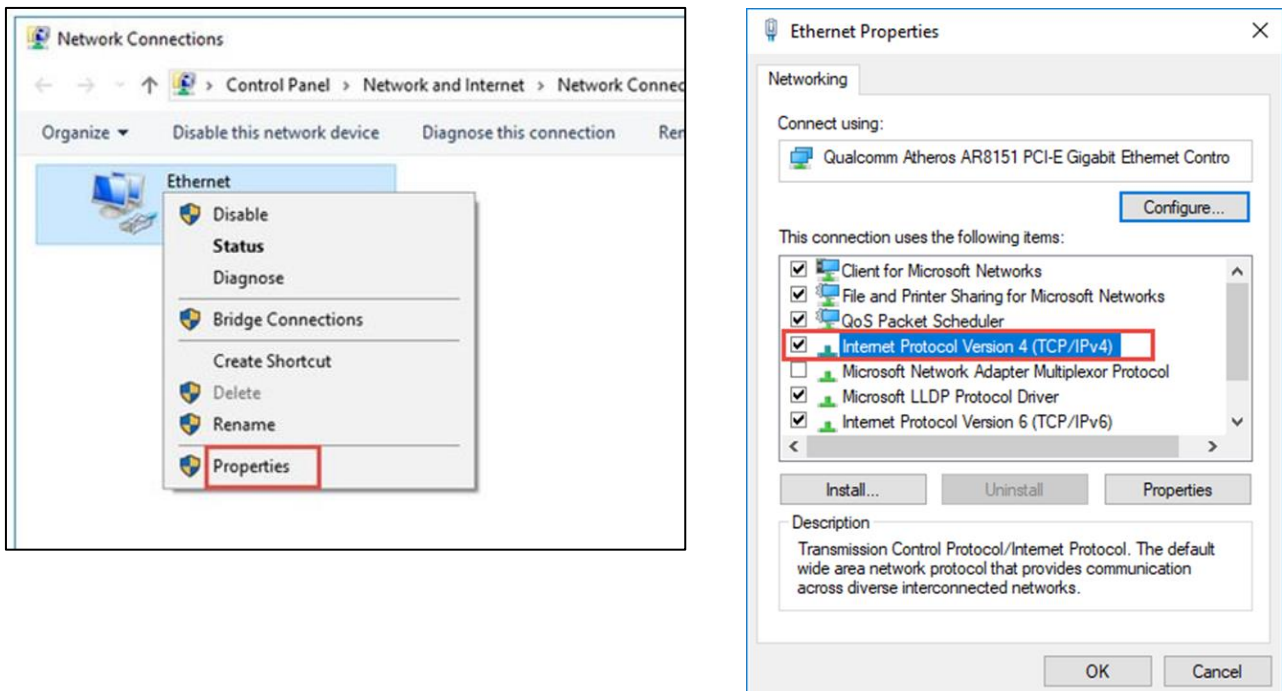 Network Connections
Control Panel > Network and Internet > Network Connec
Organize Disable this network device Diagnose this connection Ren
Ethernet
Disable
Status
Diagnose
Bridge Connections
Create Shortcut
Delete
Rename
Properties
Ethernet Properties
Networking
Connect using:
Qualcomm Atheros AR8151 PCI-E Gigabit Ethernet Contro
Configure...
This connection uses the following items:
Client for Microsoft Networks
File and Printer Sharing for Microsoft Networks
QoS Packet Scheduler
Internet Protocol Version 4 (TCP/IPv4)
Microsoft Network Adapter Multiplexor Protocol
Microsoft LLDP Protocol Driver
Internet Protocol Version 6 (TCP/IPv6)
Install... Uninstall Properties
Description
Transmission Control Protocol/Internet Protocol. The default
wide area network protocol that provides communication
across diverse interconnected networks.
OK Cancel